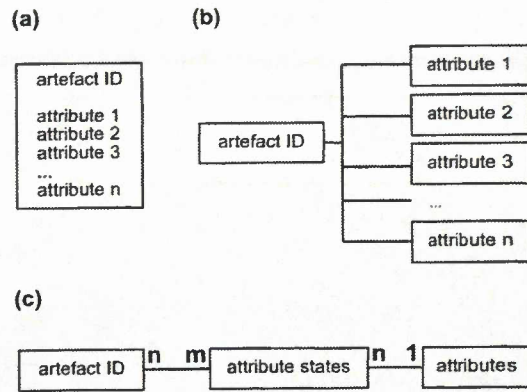 (a)
artefact ID
attribute 1
attribute 2
attribute 3
...
attribute n
(b)
artefact ID
attribute 1
attribute 2
attribute 3
...
attribute n
(c)
artefact ID n m attribute states n 1 attributes